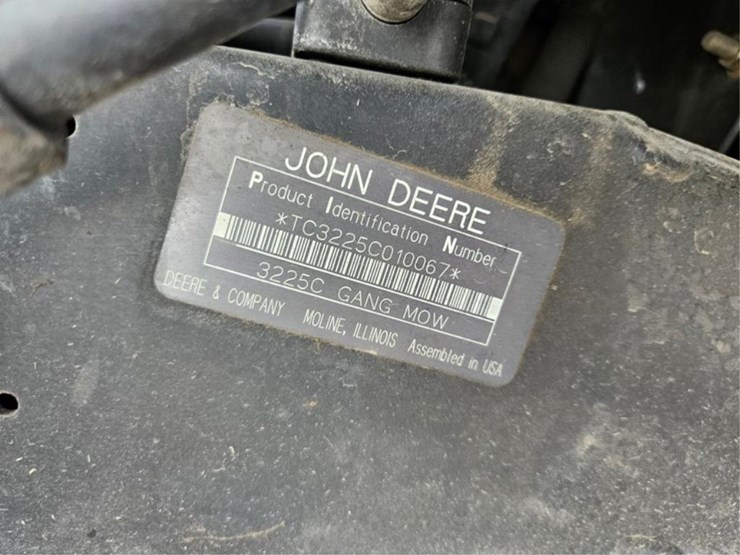 JOHN DEERE
Product Identification Number
*TC3225C010067*
3225C GANG MOW
DEERE & COMPANY MOLINE, ILLINOIS Assembled in USA